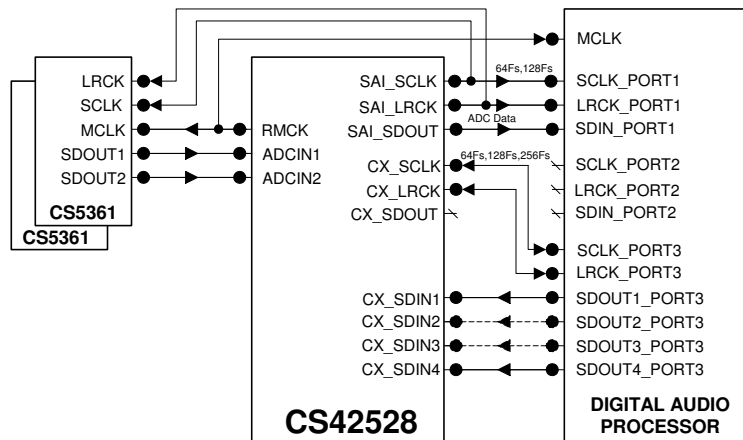 LRCK
SCLK
MCLK
SDOUT1
SDOUT2
CS5361
CS5361
RMCK
ADCIN1
ADCIN2
SAI_SCLK
SAI_LRCK
SAI_SDOUT
CX_SCLK
CX_LRCK
CX_SDOUT
CX_SDIN1
CX_SDIN2
CX_SDIN3
CX_SDIN4
CS42528
64Fs,128Fs
ADC Data
64Fs,128Fs,256Fs
MCLK
SCLK_PORT1
LRCK_PORT1
SDIN_PORT1
SCLK_PORT2
LRCK_PORT2
SDIN_PORT2
SCLK_PORT3
LRCK_PORT3
SDOUT1_PORT3
SDOUT2_PORT3
SDOUT3_PORT3
SDOUT4_PORT3
DIGITAL AUDIO
PROCESSOR